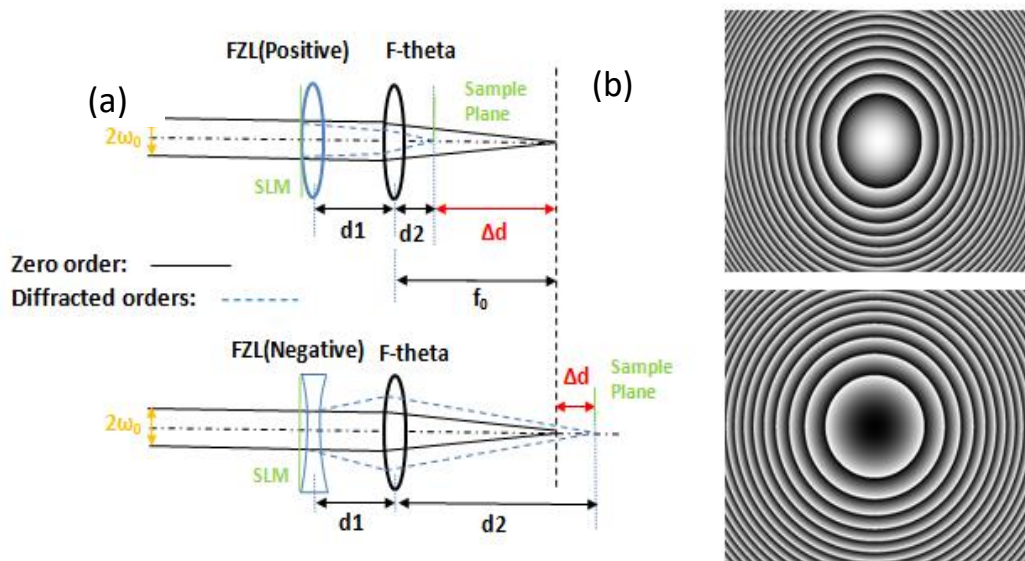 (a)
FZL(Positive) F-theta
Sample
Plane
2ω₀
SLM
d1 d2 Δd
Zero order:
Diffracted orders:
f₀
FZL(Negative) F-theta
Δd Sample
Plane
2ω₀
SLM
d1 d2
(b)